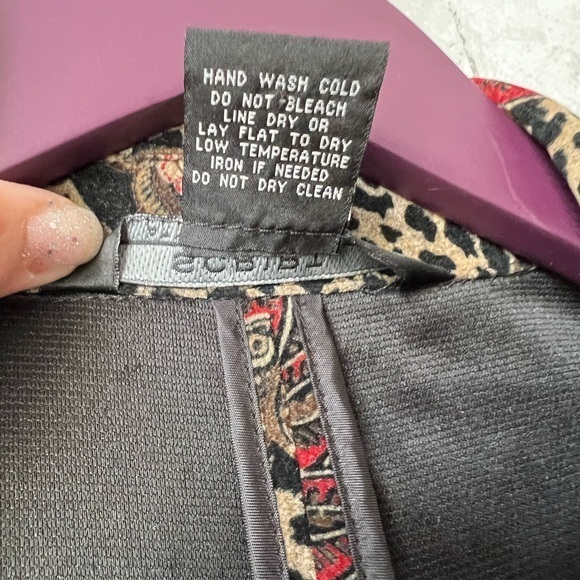 HAND WASH COLD
DO NOT BLEACH
LINE DRY OR
LAY FLAT TO DRY
LOW TEMPERATURE
IRON IF NEEDED
DO NOT DRY CLEAN